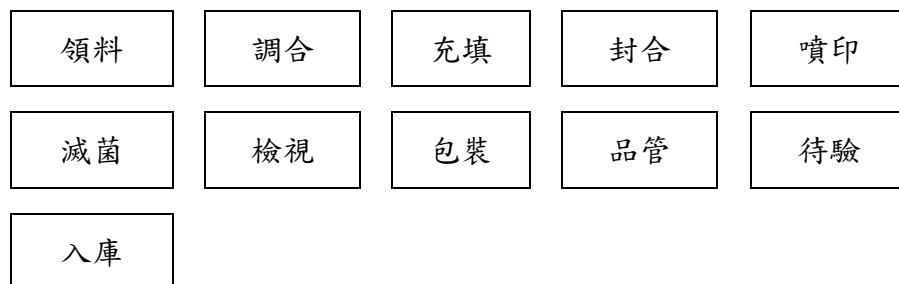 領料 調合 充填 封合 噴印
滅菌 檢視 包裝 品管 待驗
入庫